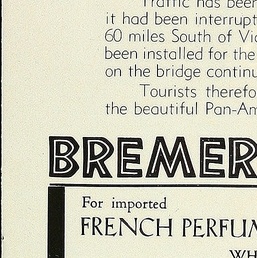 Traffic has been
it had been interrupt
60 miles South of Vic
been installed for the
on the bridge continu
Tourists therefo
the beautiful Pan-Am
BREMER
For imported
FRENCH PERFUM
WH